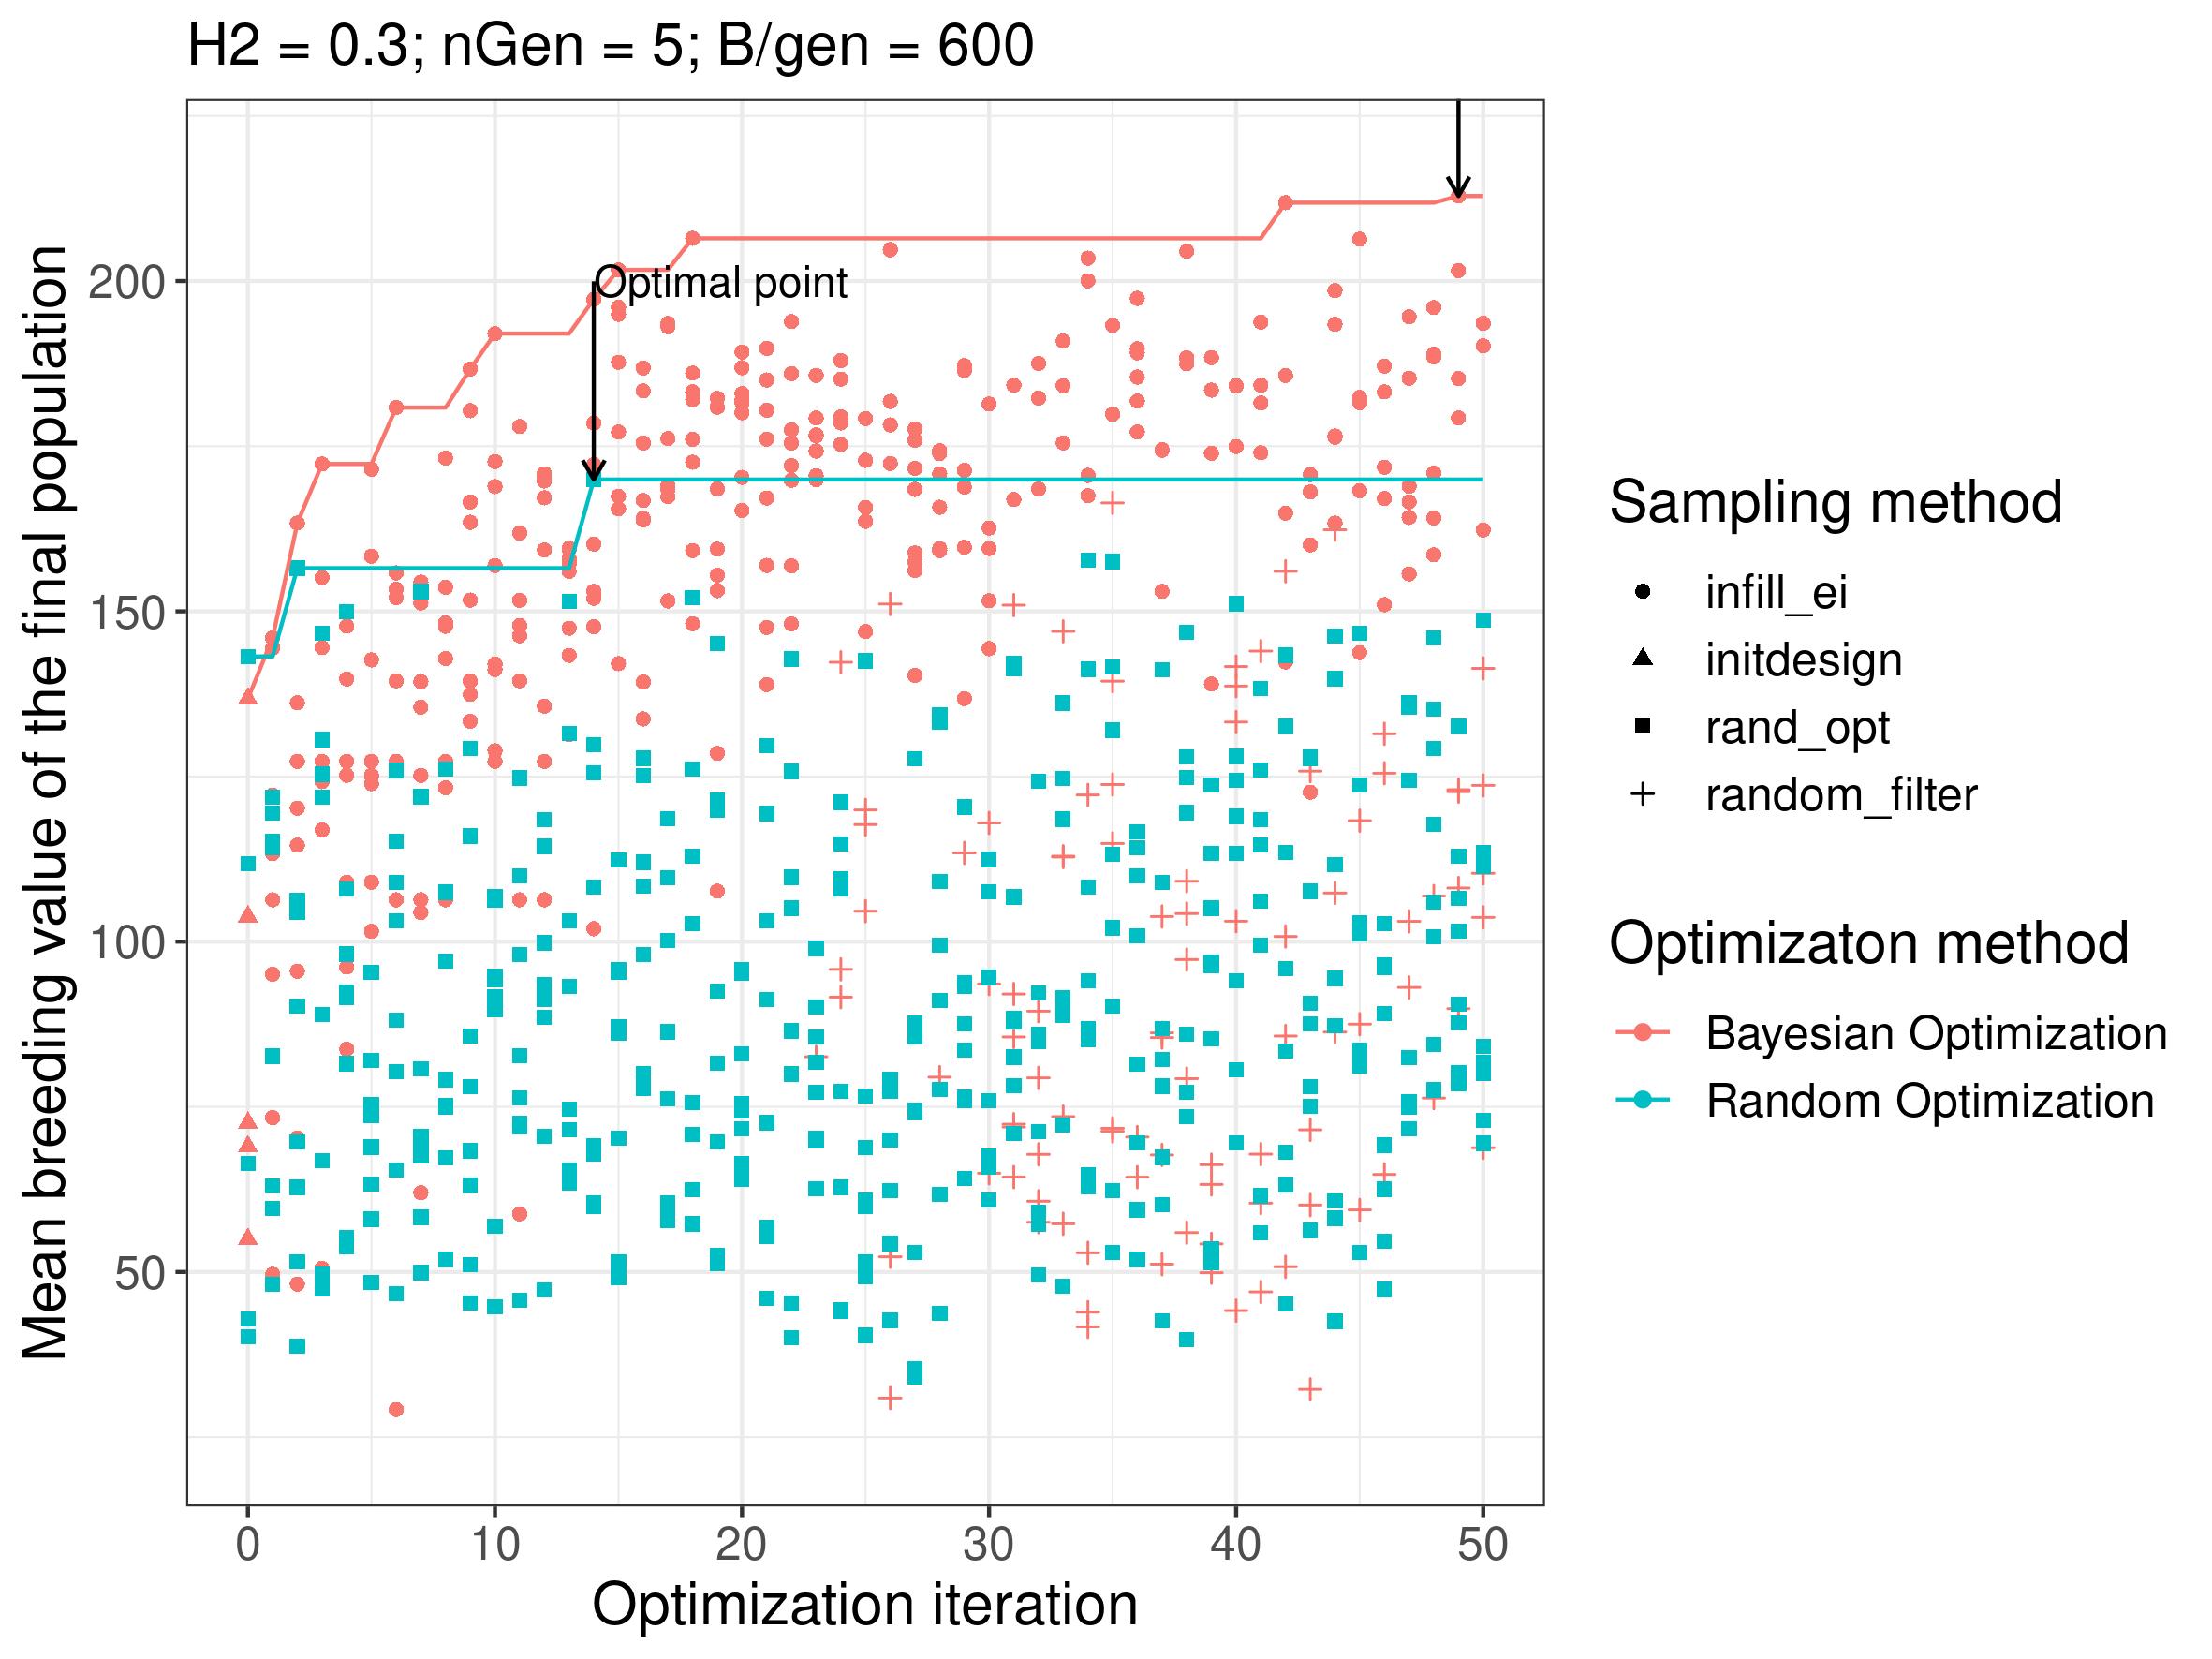 H2 = 0.3; nGen = 5; B/gen = 600
Mean breeding value of the final population
200
150
100
50
Optimal point
0
10
20
30
40
50
Optimization iteration
Sampling method
infill_ei
initdesign
rand_opt
random_filter
Optimizaton method
Bayesian Optimization
Random Optimization